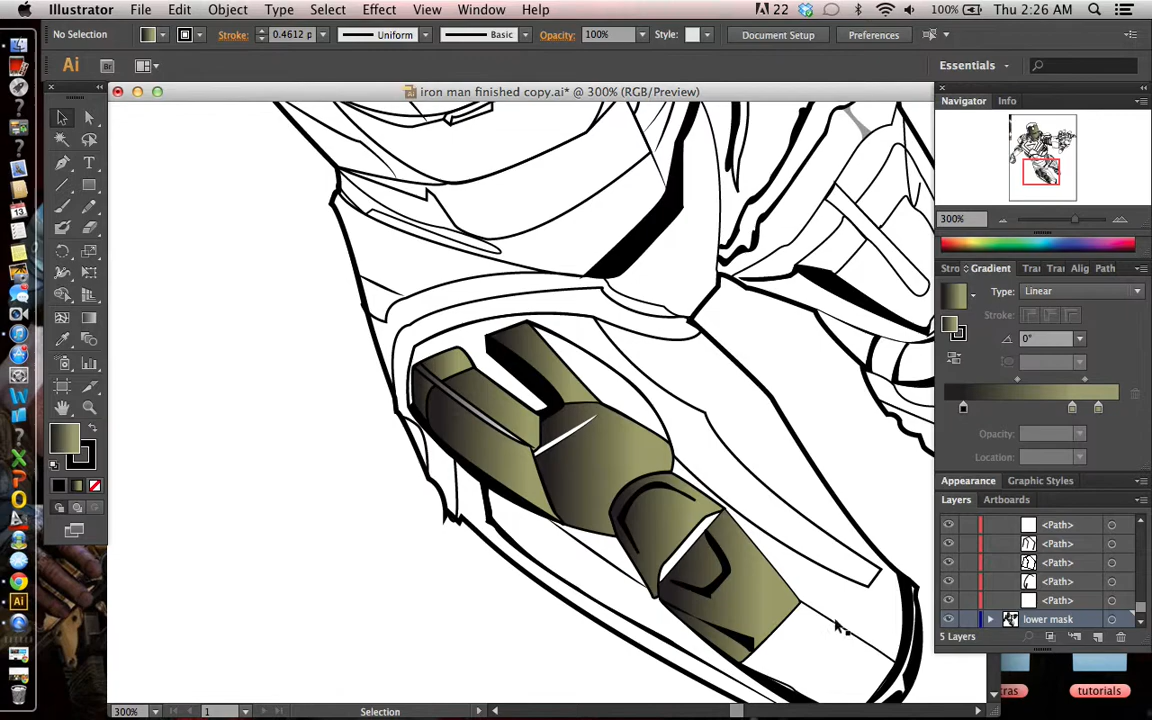 Illustrator File Edit Object Type Select Effect View Window Help 22 100% Thu 2:26 AM
No Selection Stroke: 0.4612 p Uniform Basic Opacity: 100% Style: Document Setup Preferences
Ai Br Essentials
iron man finished copy.ai* @ 300% (RGB/Preview)
Navigator Info
300%
Stro Gradient Trai Trai Alig Path
Type: Linear
Stroke:
0°
Opacity:
Location:
Appearance Graphic Styles
Layers Artboards
<Path>
<Path>
<Path>
<Path>
<Path>
lower mask
5 Layers
tutorials
300% 1 Selection